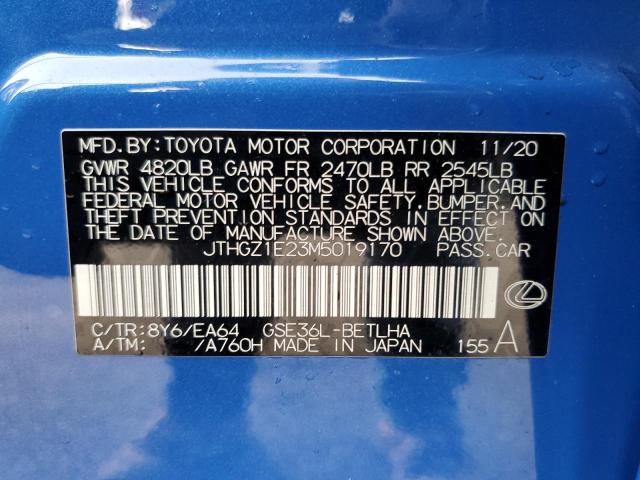 MFD.BY:TOYOTA MOTOR CORPORATION 11/20
GVWR 4820LB GAWR FR 2470LB RR 2545LB
THIS VEHICLE CONFORMS TO ALL APPLICABLE
FEDERAL MOTOR VEHICLE SAFETY,BUMPER,AND
THEFT PREVENTION STANDARDS IN EFFECT ON
THE DATE OF MANUFACTURE SHOWN ABOVE.
JTHGZ1E23M5019170 PASS.CAR
C/TR:8Y6/EA64 GSE36L-BETLHA
A/TM: /A760H MADE IN JAPAN 155 A